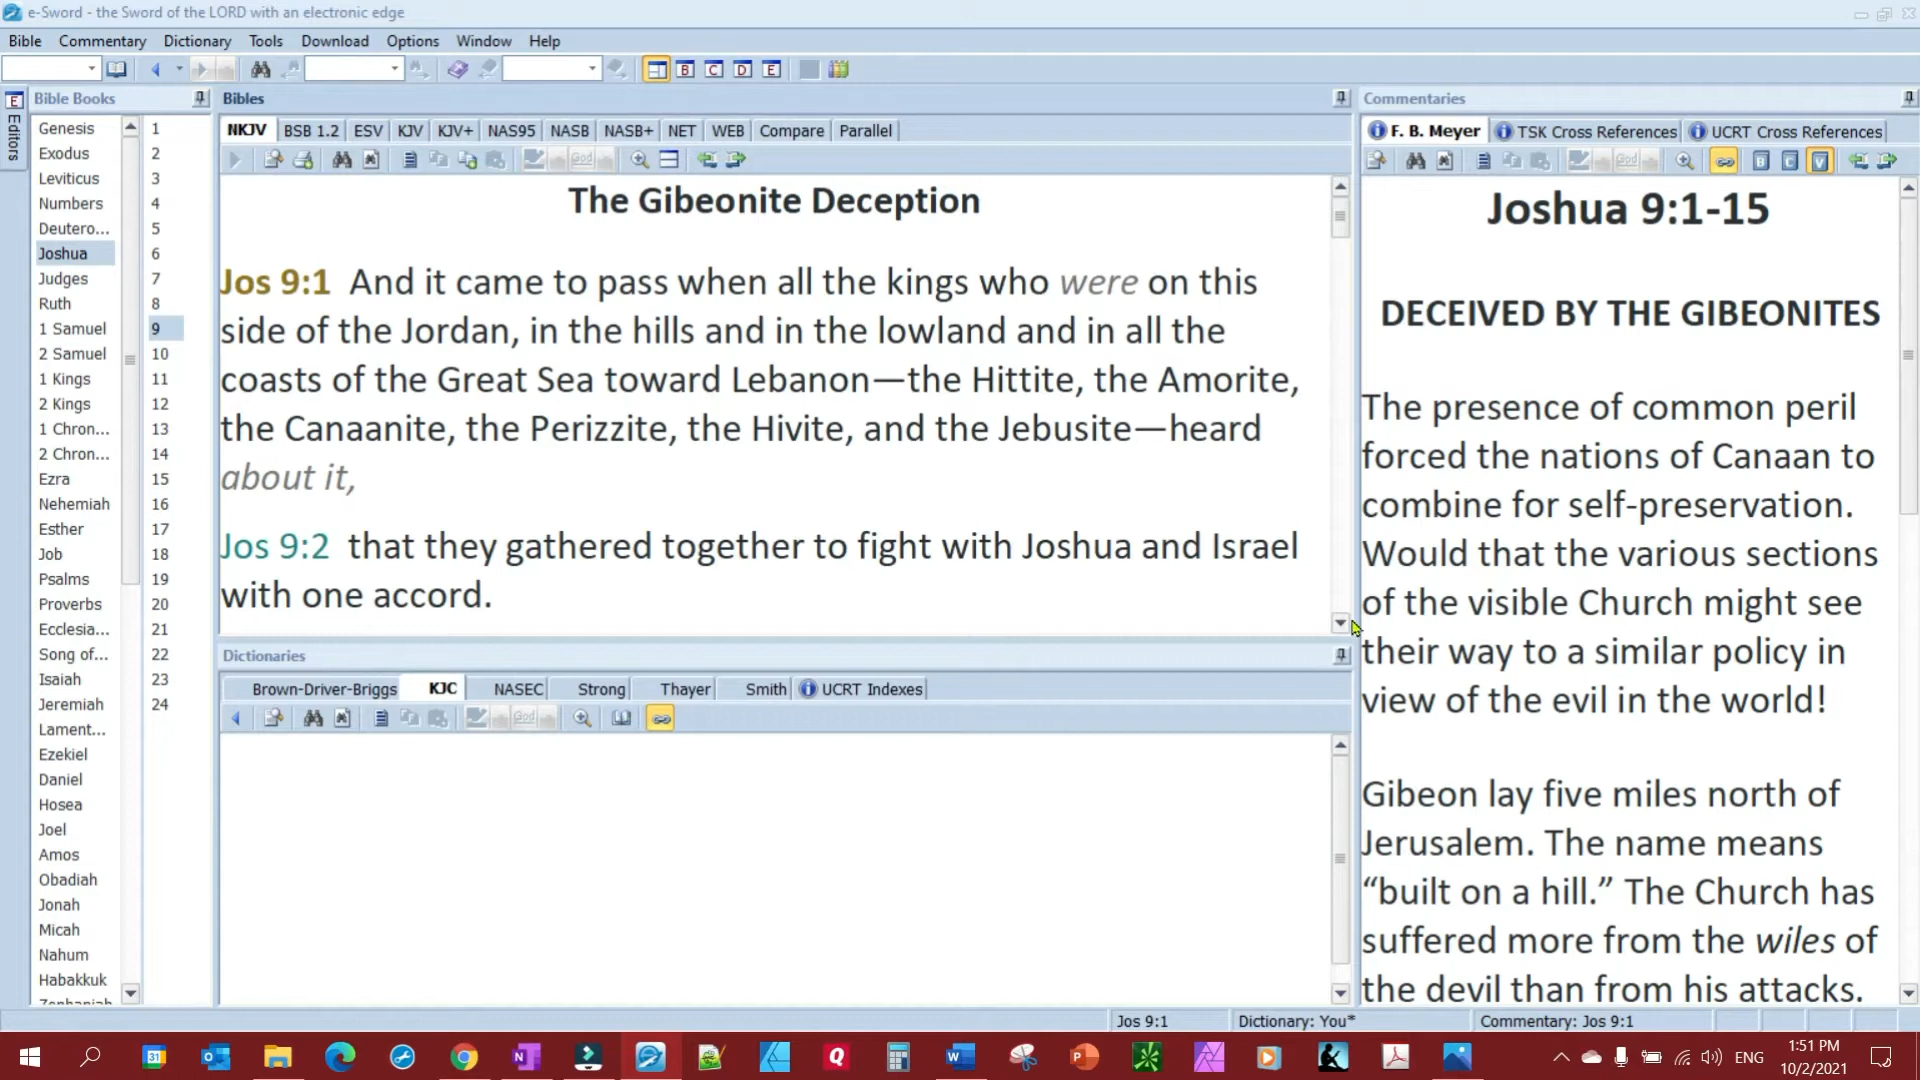 e-Sword - the Sword of the LORD with an electronic edge
Bible Commentary Dictionary Tools Download Options Window Help
B C D E
E Editors
Bible Books
Genesis
Exodus
Leviticus
Numbers
Deutero...
Joshua
Judges
Ruth
1 Samuel
2 Samuel
1 Kings
2 Kings
1 Chron...
2 Chron...
Ezra
Nehemiah
Esther
Job
Psalms
Proverbs
Ecclesia...
Song of...
Isaiah
Jeremiah
Lament...
Ezekiel
Daniel
Hosea
Joel
Amos
Obadiah
Jonah
Micah
Nahum
Habakkuk
1
2
3
4
5
6
7
8
9
10
11
12
13
14
15
16
17
18
19
20
21
22
23
24
Bibles
NKJV BSB 1.2 ESV KJV KJV+ NAS95 NASB NASB+ NET WEB Compare Parallel
God
The Gibeonite Deception
Jos 9:1 And it came to pass when all the kings who were on this
side of the Jordan, in the hills and in the lowland and in all the
coasts of the Great Sea toward Lebanon—the Hittite, the Amorite,
the Canaanite, the Perizzite, the Hivite, and the Jebusite—heard
about it,
Jos 9:2 that they gathered together to fight with Joshua and Israel
with one accord.
Dictionaries
Brown-Driver-Briggs KJC NASEC Strong Thayer Smith UCRT Indexes
God
Commentaries
F. B. Meyer TSK Cross References UCRT Cross References
God B C V
Joshua 9:1-15
DECEIVED BY THE GIBEONITES
The presence of common peril
forced the nations of Canaan to
combine for self-preservation.
Would that the various sections
of the visible Church might see
their way to a similar policy in
view of the evil in the world!
Gibeon lay five miles north of
Jerusalem. The name means
“built on a hill.” The Church has
suffered more from the wiles of
the devil than from his attacks.
Jos 9:1 Dictionary: You* Commentary: Jos 9:1
ENG
1:51 PM
10/2/2021